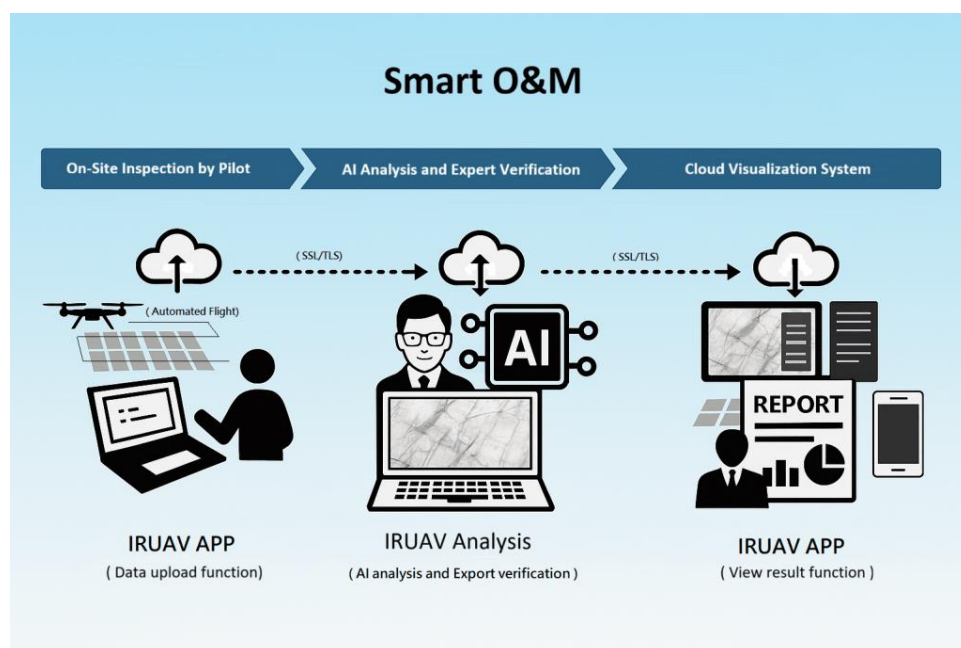 Smart O&M
On-Site Inspection by Pilot
AI Analysis and Expert Verification
Cloud Visualization System
( SSL/TLS)
( SSL/TLS)
( Automated Flight)
AI
REPORT
IRUAV APP
( Data upload function)
IRUAV Analysis
( AI analysis and Export verification )
IRUAV APP
( View result function )